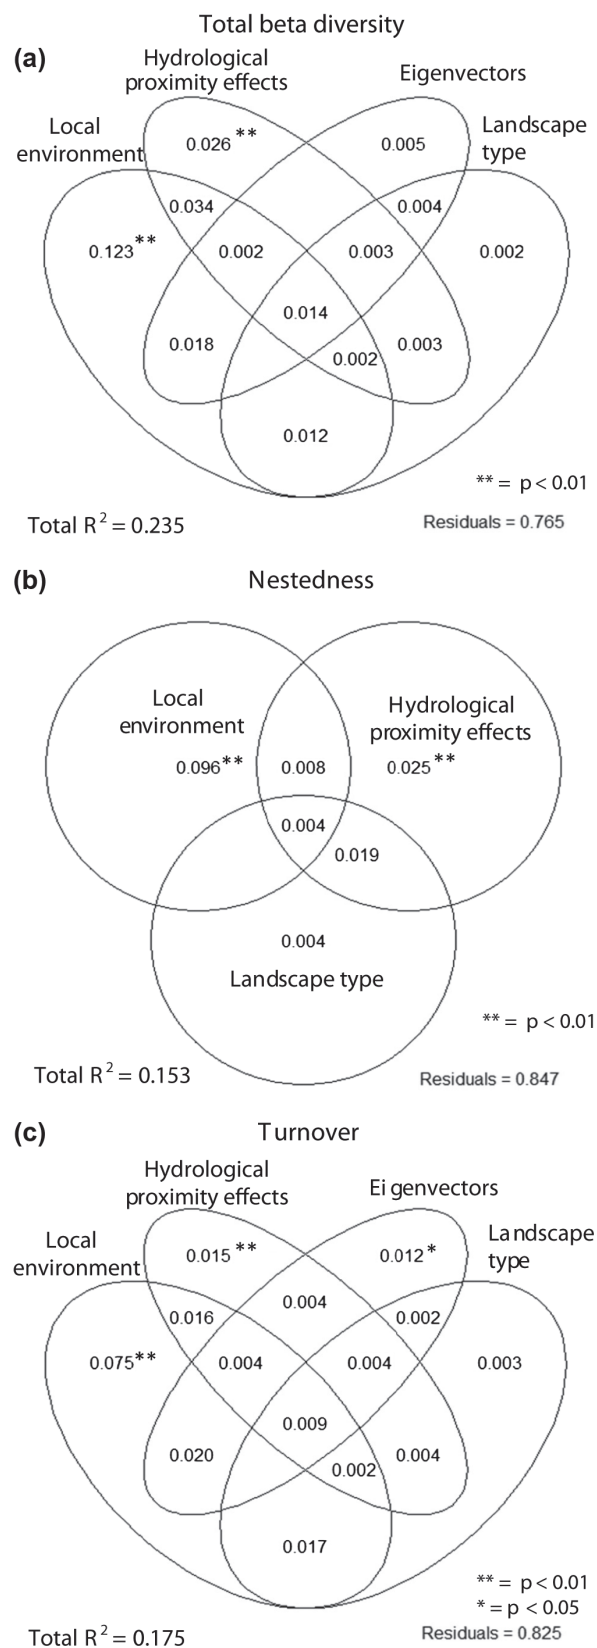 Total beta diversity
(a)
Hydrological
proximity effects
Eigenvectors
Local
environment
Landscape
type
0.026 **
0.005
0.034
0.004
0.123 **
0.002
0.003
0.002
0.014
0.018
0.002
0.003
0.012
** = p < 0.01
Total R² = 0.235
Residuals = 0.765
(b)
Nestedness
Local
environment
Hydrological
proximity effects
0.096 **
0.008
0.025 **
0.004
0.019
0.004
Landscape type
** = p < 0.01
Total R² = 0.153
Residuals = 0.847
(c)
Turnover
Hydrological
proximity effects
Ei genvectors
Local
environment
Landscape
type
0.015 **
0.012 *
0.004
0.016
0.002
0.075 **
0.004
0.004
0.003
0.009
0.020
0.002
0.004
0.017
** = p < 0.01
* = p < 0.05
Total R² = 0.175
Residuals = 0.825